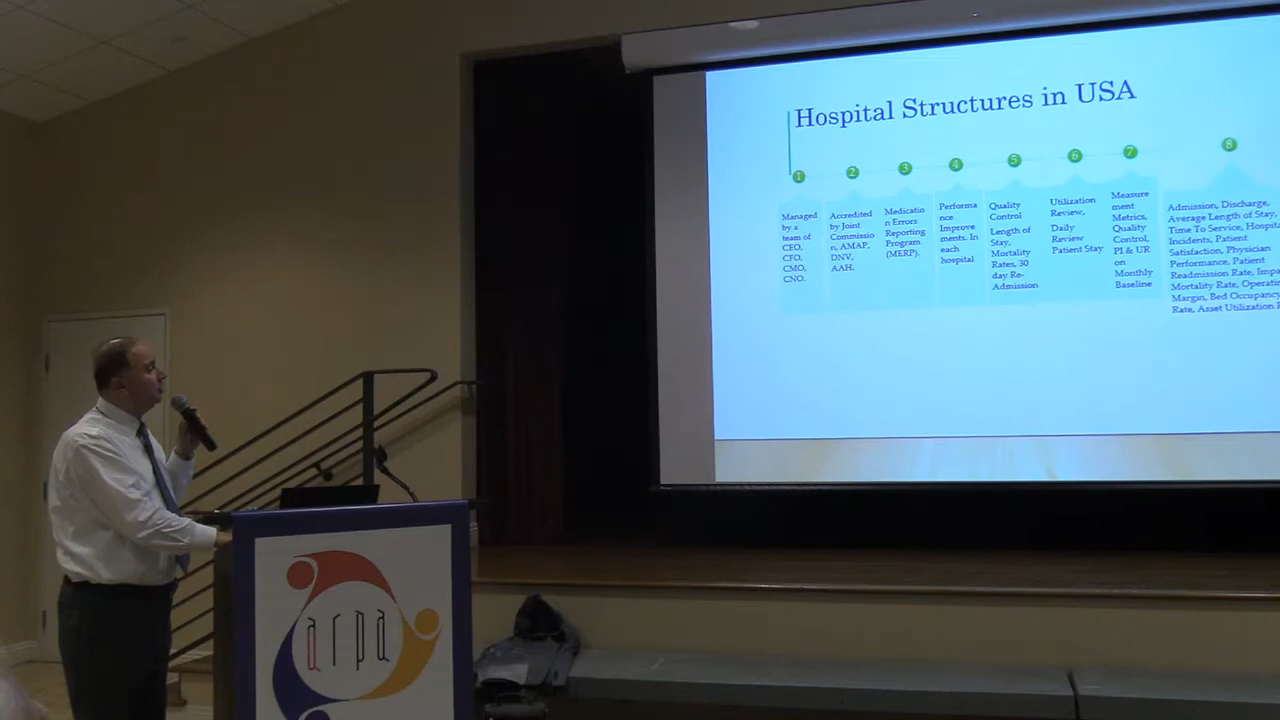 Hospital Structures in USA
1
2
3
4
5
6
7
8
Managed
by a
team of
CEO,
CFO,
CMO,
CNO.
Accredited
by Joint
Commissio
n, AMAP,
DNV,
AAH.
Medicatio
n Errors
Reporting
Program
(MERP).
Performa
nce
Improve
ments. In
each
hospital
Quality
Control
Length of
Stay,
Mortality
Rates, 30
day Re-
Admission
Utilization
Review,
Daily
Review
Patient Stay
Measure
ment
Metrics,
Quality
Control,
PI & UR
on
Monthly
Baseline
Admission, Discharge,
Average Length of Stay,
Time To Service, Hospita
Incidents, Patient
Satisfaction, Physician
Performance, Patient
Readmission Rate, Impa
Mortality Rate, Operatin
Margin, Bed Occupancy
Rate, Asset Utilization R
arpa